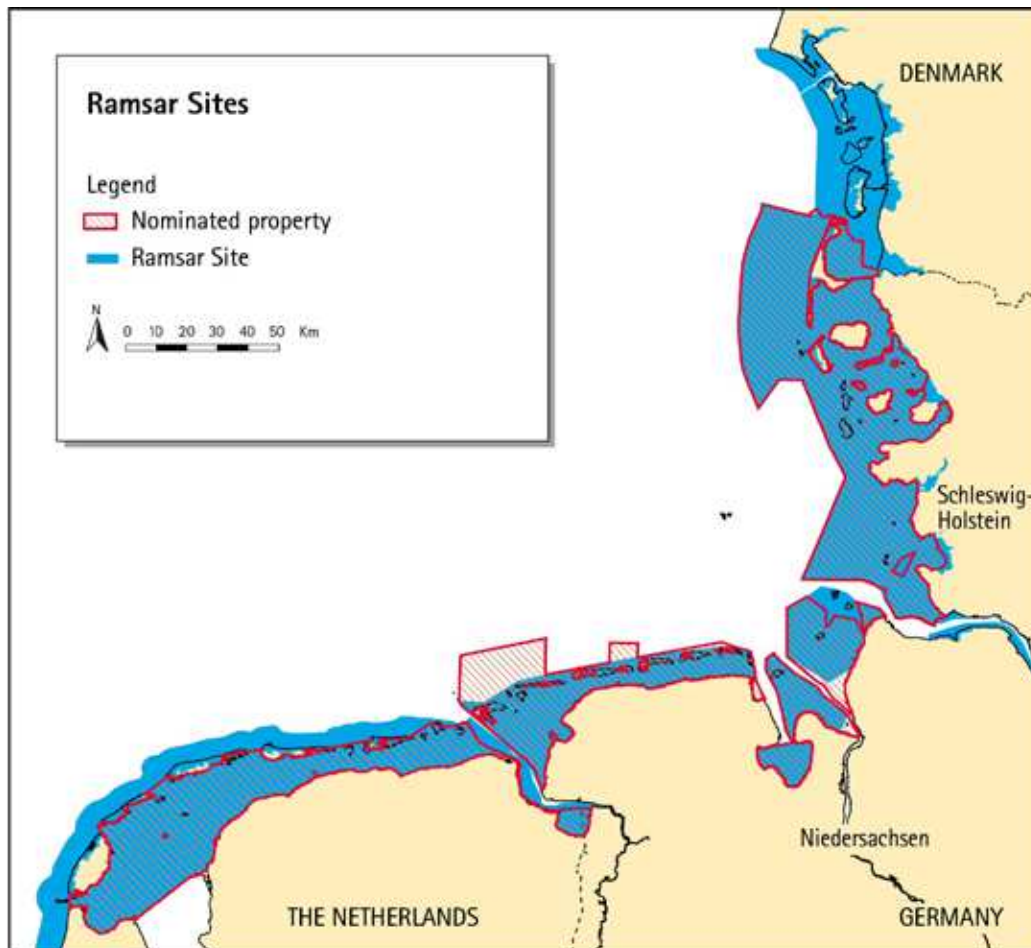 Ramsar Sites
Legend
Nominated property
Ramsar Site
N
0 10 20 30 40 50 Km
DENMARK
Schleswig-
Holstein
Niedersachsen
THE NETHERLANDS
GERMANY